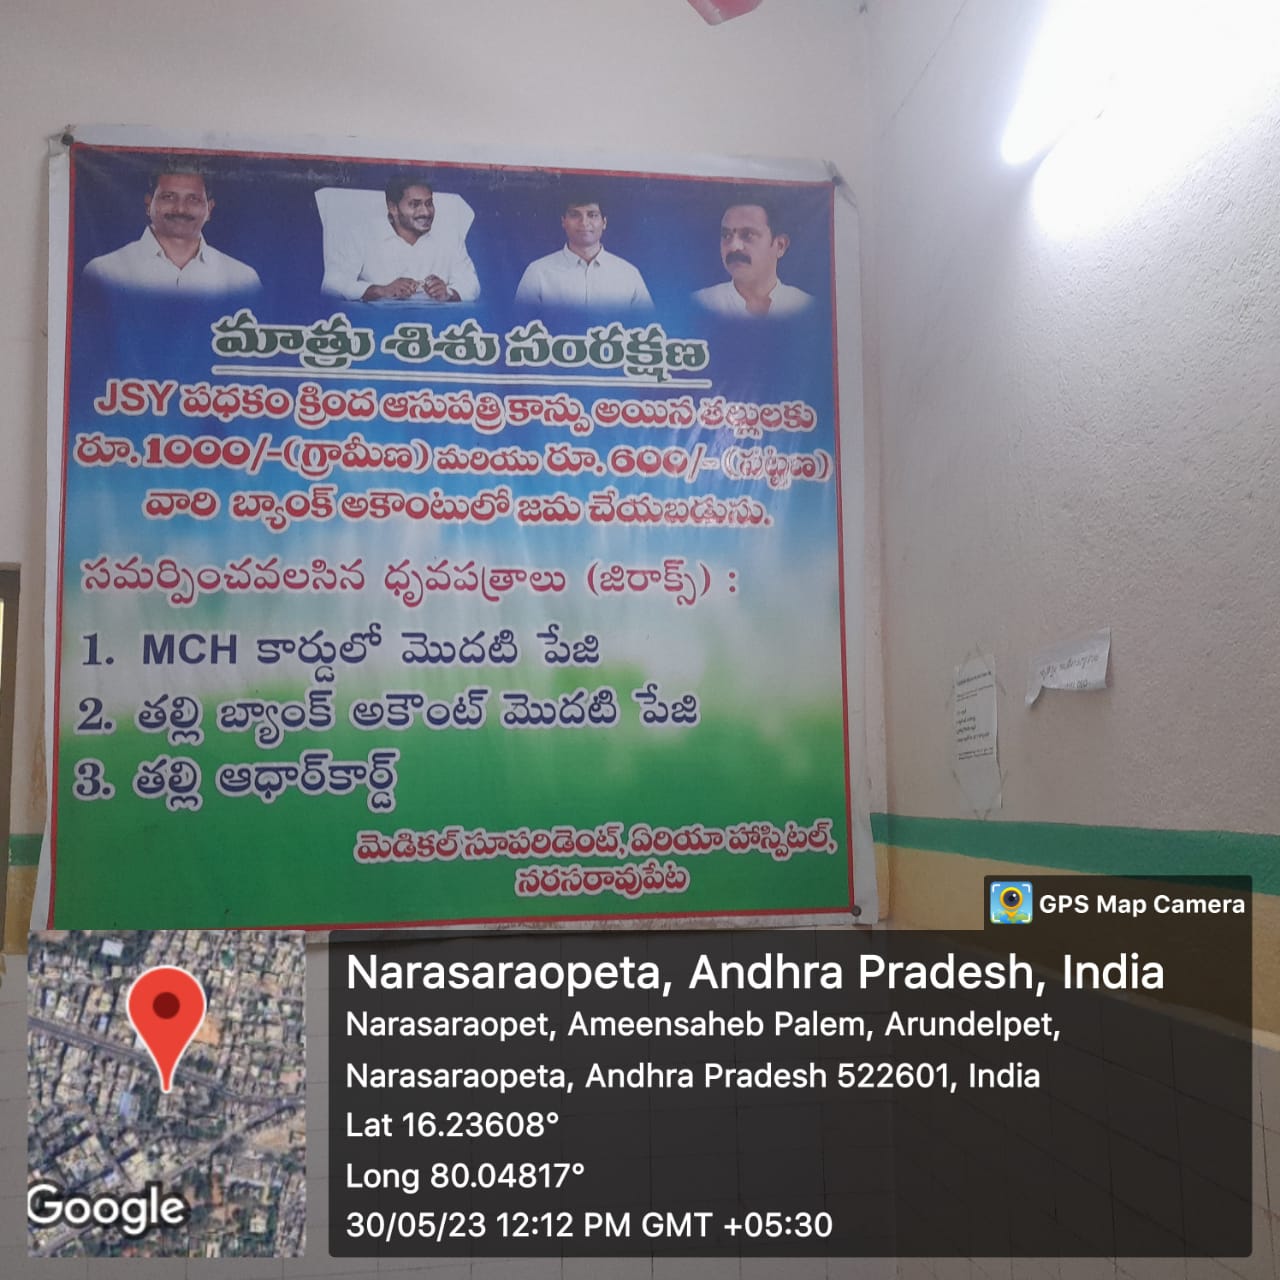 మాత్రు శిశు సంరక్షణ
JSY పధకం క్రింద ఆసుపత్రి కాన్పు అయిన తల్లులకు
రూ. 1000/-(గ్రామీణ) మరియు రూ. 600/- (పట్టణ)
వారి బ్యాంక్ అకౌంటులో జమ చేయబడును.
సమర్పించవలసిన ధృవపత్రాలు (జిరాక్స్) :
1. MCH కార్డులో మొదటి పేజి
2. తల్లి బ్యాంక్ అకౌంట్ మొదటి పేజి
3. తల్లి ఆధార్‌కార్డ్
మెడికల్ సూపరిడెంట్, ఏరియా హాస్పిటల్,
నరసరావుపేట
GPS Map Camera
Narasaraopeta, Andhra Pradesh, India
Narasaraopet, Ameensaheb Palem, Arundelpet,
Narasaraopeta, Andhra Pradesh 522601, India
Lat 16.23608°
Long 80.04817°
30/05/23 12:12 PM GMT +05:30
Google